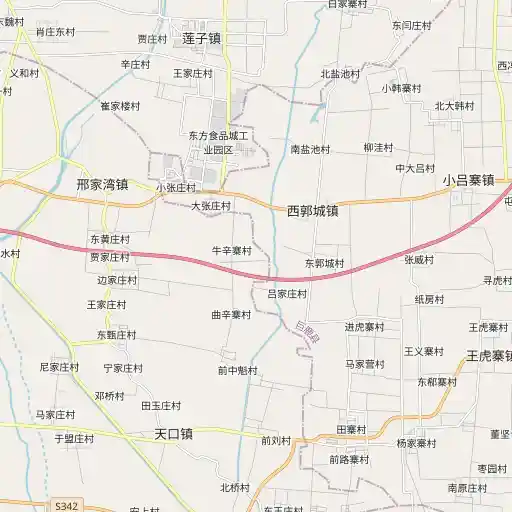 白家寨村
东魏村
肖庄东村
贾庄村
莲子镇
东闫庄村
辛庄村
义和村
王家庄村
北盐池村
小韩寨村
崔家楼村
北大韩村
东方食品城工
业园区
南盐池村
柳洼村
中大吕村
邢家湾镇
小张庄村
小吕寨镇
大张庄村
西郭城镇
东黄庄村
牛辛寨村
水村
贾家庄村
东郭城村
张威村
边家庄村
寻虎村
吕家庄村
纸房村
王家庄村
曲辛寨村
巨鹿县
进虎寨村
王虎寨村
东甄庄村
王义寨村
王虎寨镇
尼家庄村
宁家庄村
前中魁村
马家营村
东郗寨村
邓桥村
田玉庄村
马家庄村
于盟庄村
天口镇
前刘村
田寨村
杨家寨村
前路寨村
枣园村
北桥村
南原庄村
S342